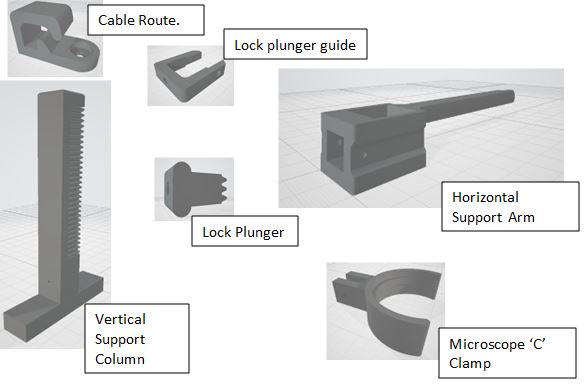 Cable Route.
Lock plunger guide
Horizontal
Support Arm
Lock Plunger
Vertical
Support
Column
Microscope ‘C’
Clamp